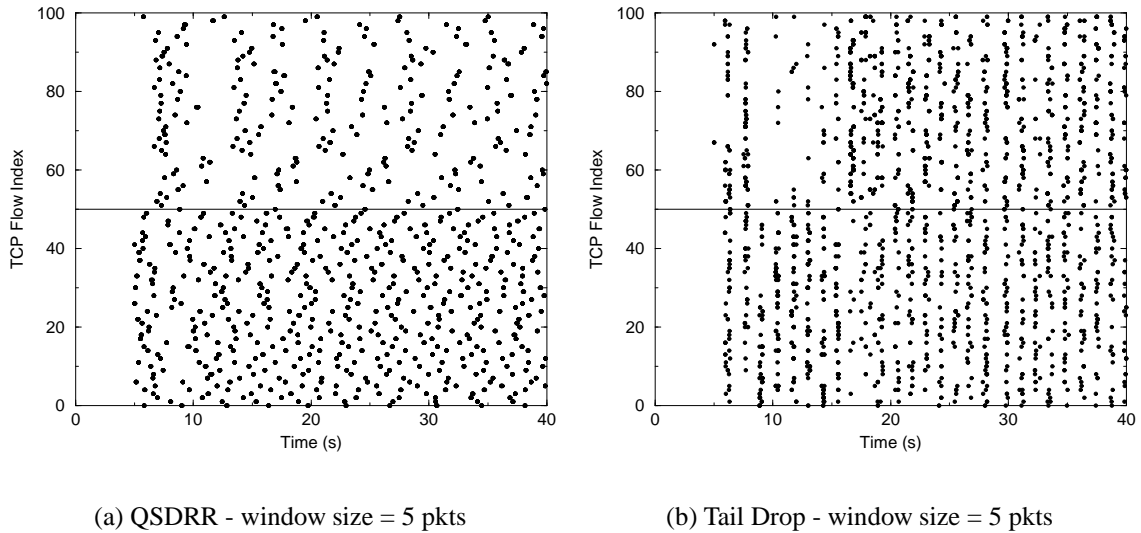 100
80
60
40
20
0
TCP Flow Index
0 10 20 30 40
Time (s)
(a) QSDRR - window size = 5 pkts
100
80
60
40
20
0
TCP Flow Index
0 10 20 30 40
Time (s)
(b) Tail Drop - window size = 5 pkts